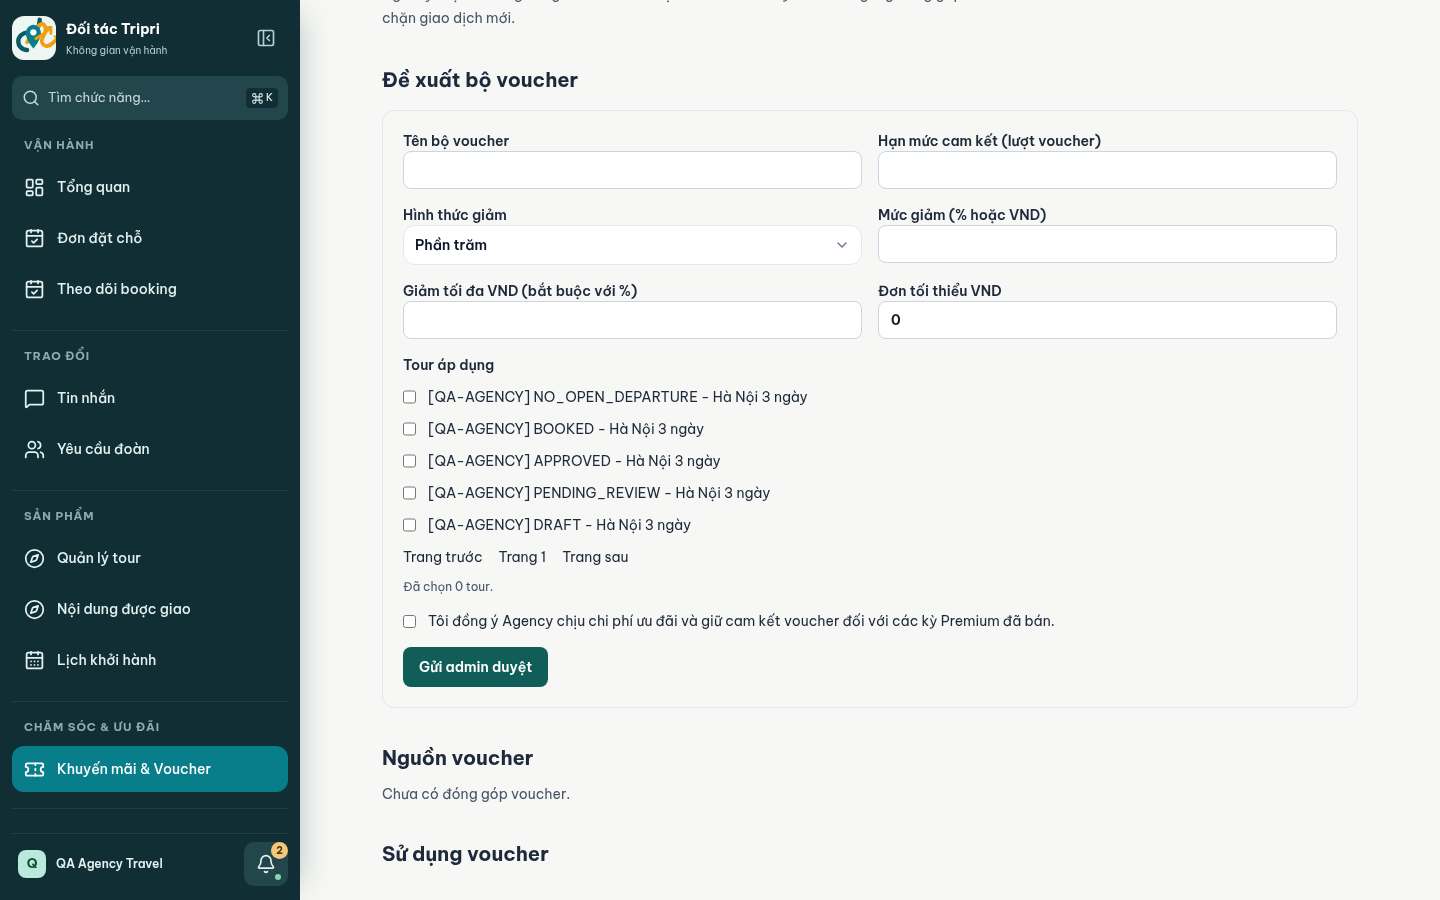 Đối tác Tripri
Không gian vận hành
Tìm chức năng...
⌘K
VẬN HÀNH
Tổng quan
Đơn đặt chỗ
Theo dõi booking
TRAO ĐỔI
Tin nhắn
Yêu cầu đoàn
SẢN PHẨM
Quản lý tour
Nội dung được giao
Lịch khởi hành
CHĂM SÓC & ƯU ĐÃI
Khuyến mãi & Voucher
Q
QA Agency Travel
2
chặn giao dịch mới.
Đề xuất bộ voucher
Tên bộ voucher
Hạn mức cam kết (lượt voucher)
Hình thức giảm
Mức giảm (% hoặc VND)
Phần trăm
Giảm tối đa VND (bắt buộc với %)
Đơn tối thiểu VND
0
Tour áp dụng
[QA-AGENCY] NO_OPEN_DEPARTURE - Hà Nội 3 ngày
[QA-AGENCY] BOOKED - Hà Nội 3 ngày
[QA-AGENCY] APPROVED - Hà Nội 3 ngày
[QA-AGENCY] PENDING_REVIEW - Hà Nội 3 ngày
[QA-AGENCY] DRAFT - Hà Nội 3 ngày
Trang trước Trang 1 Trang sau
Đã chọn 0 tour.
Tôi đồng ý Agency chịu chi phí ưu đãi và giữ cam kết voucher đối với các kỳ Premium đã bán.
Gửi admin duyệt
Nguồn voucher
Chưa có đóng góp voucher.
Sử dụng voucher